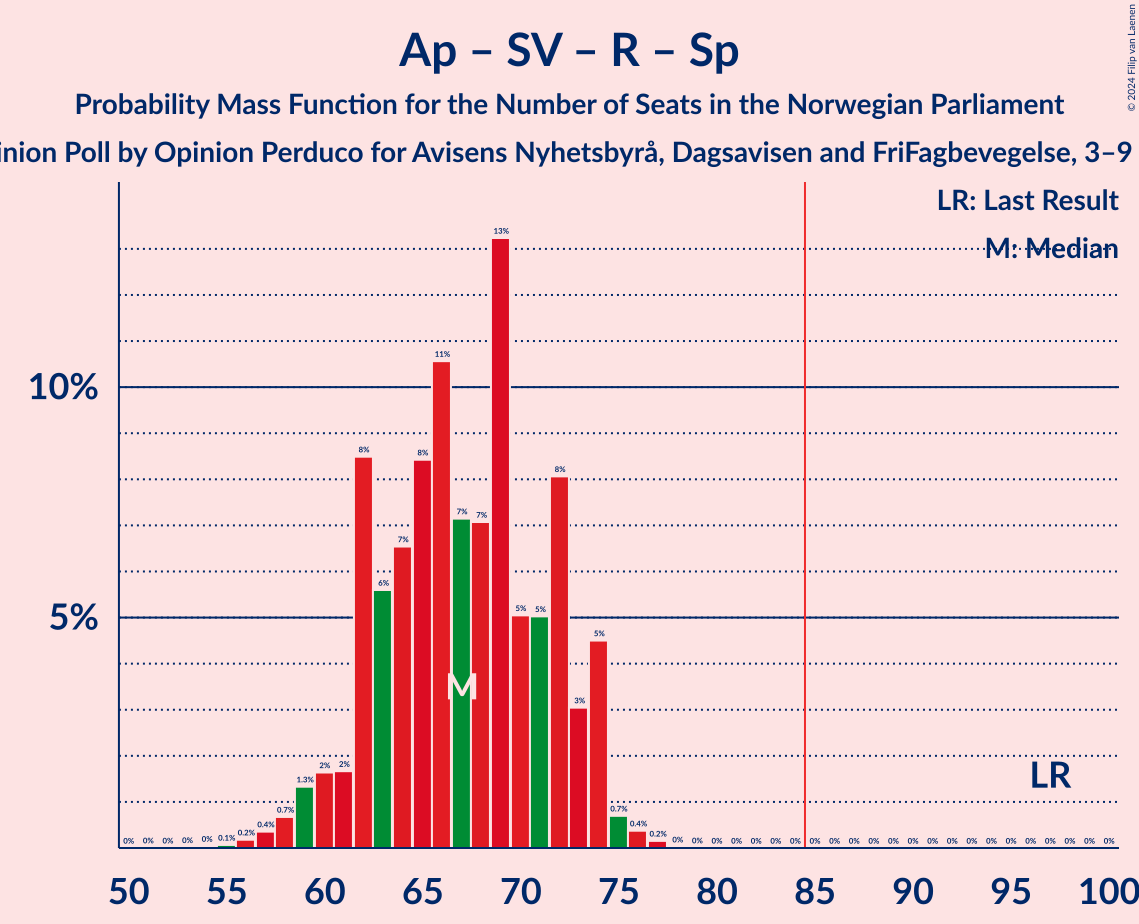 Ap – SV – R – Sp
Probability Mass Function for the Number of Seats in the Norwegian Parliament
Poll by Opinion Perduco for Avisens Nyhetsbyrå, Dagsavisen and FriFagbevegelse, 3–9
© 2024 Filip van Laenen
LR: Last Result
M: Median
10%
5%
0% 0% 0% 0% 0% 0.1% 0.2% 0.4% 0.7% 1.3% 2% 2% 8% 6% 7% 8% 11% 7% 7% 13% 5% 5% 8% 3% 5% 0.7% 0.4% 0.2% 0% 0% 0% 0% 0% 0% 0% 0% 0% 0% 0% 0% 0% 0% 0% 0% 0% 0% 0% 0% 0% 0% 0%
M
LR
50 55 60 65 70 75 80 85 90 95 100